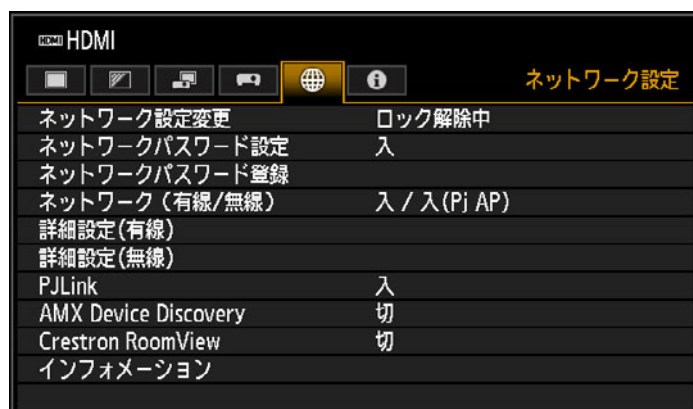 HDMI HDMI
ネットワーク設定
ネットワーク設定変更 ロック解除中
ネットワークパスワード設定 入
ネットワークパスワード登録
ネットワーク（有線/無線） 入 / 入(Pj AP)
詳細設定(有線)
詳細設定(無線)
PJLink 入
AMX Device Discovery 切
Crestron RoomView 切
インフォメーション